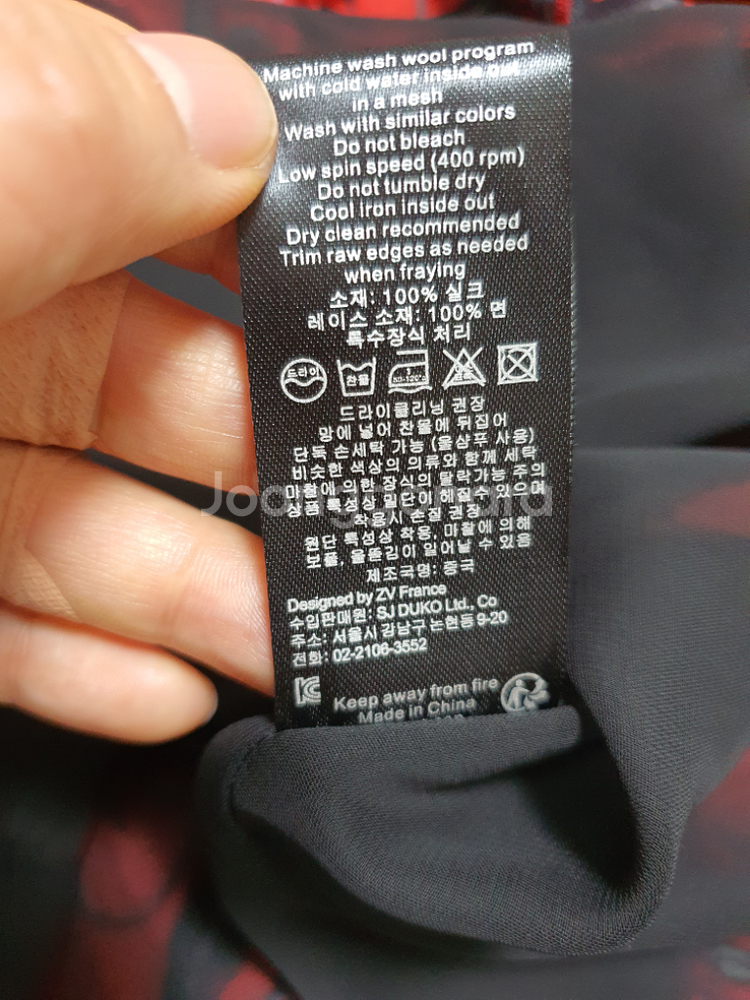 Machine wash wool program
with cold water inside out
in a mesh
Wash with similar colors
Do not bleach
Low spin speed (400 rpm)
Do not tumble dry
Cool iron inside out
Dry clean recommended
Trim raw edges as needed
when fraying
소재: 100% 실크
레이스 소재: 100% 면
특수장식 처리
드라이 찬물 80-120°C
드라이클리닝 권장
망에 넣어 찬물에 뒤집어
단독 손세탁 가능 (울샴푸 사용)
비슷한 색상의 의류와 함께 세탁
마찰에 의한 장식의 탈락가능 주의
상품 특성상 밑단이 헤질수 있으며
착용시 손질 권장
원단 특성상 착용, 마찰에 의해
보풀, 올뜯김이 일어날 수 있음
제조국명: 중국
Designed by ZV France
수입판매원: SJ DUKO Ltd., Co
주소: 서울시 강남구 논현동 9-20
전화: 02-2106-3552
Keep away from fire
Made in China